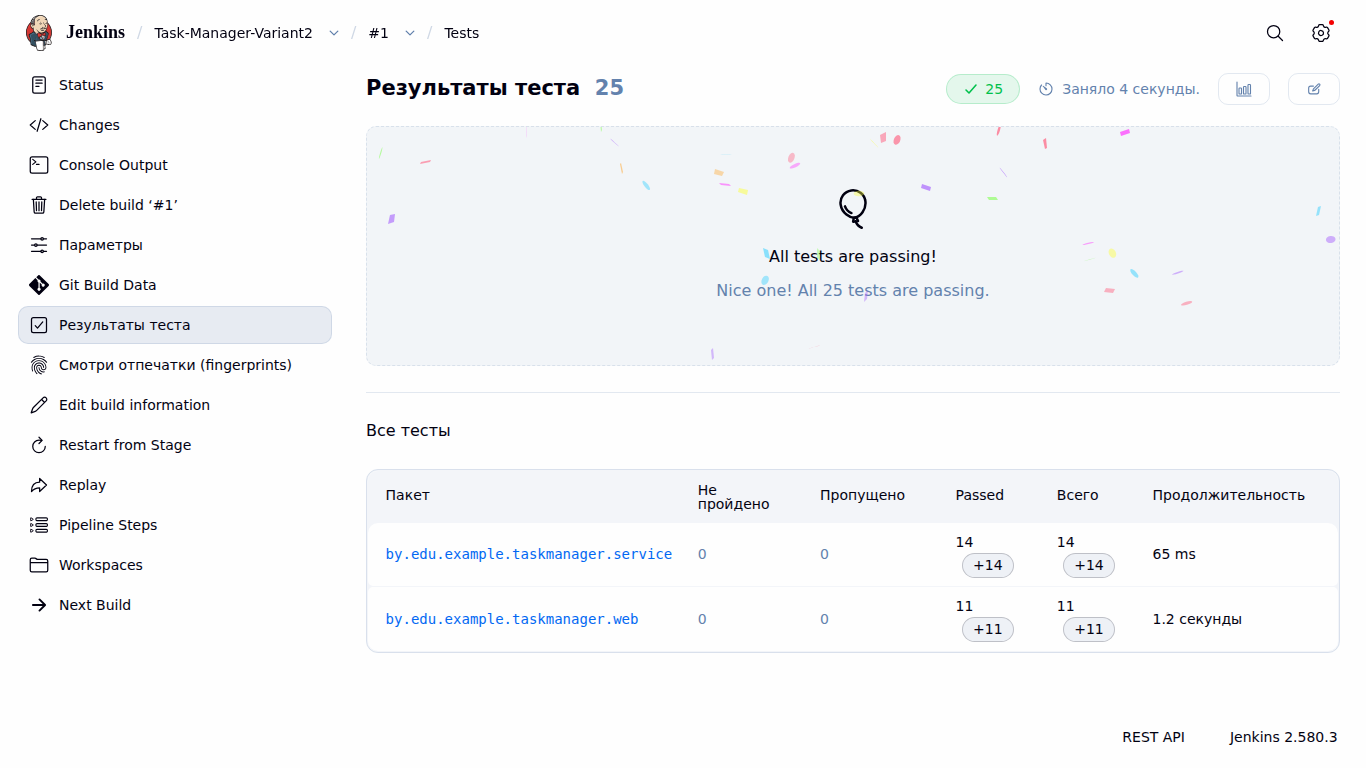 Jenkins / Task-Manager-Variant2 / #1 / Tests
Status
Changes
Console Output
Delete build ‘#1’
Параметры
Git Build Data
Результаты теста
Смотри отпечатки (fingerprints)
Edit build information
Restart from Stage
Replay
Pipeline Steps
Workspaces
Next Build
Результаты теста 25
25
Заняло 4 секунды.
All tests are passing!
Nice one! All 25 tests are passing.
Все тесты
Пакет Не пройдено Пропущено Passed Всего Продолжительность
by.edu.example.taskmanager.service 0 0 14 +14 14 +14 65 ms
by.edu.example.taskmanager.web 0 0 11 +11 11 +11 1.2 секунды
REST API Jenkins 2.580.3